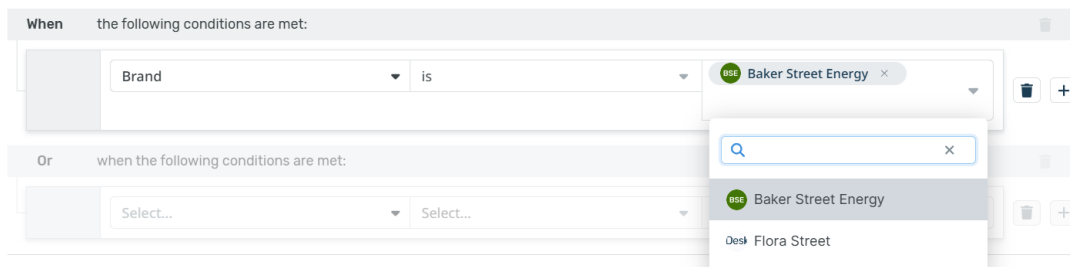 When the following conditions are met:
Brand is BSE Baker Street Energy ×
Or when the following conditions are met:
Select... Select...
BSE Baker Street Energy
Desk Flora Street